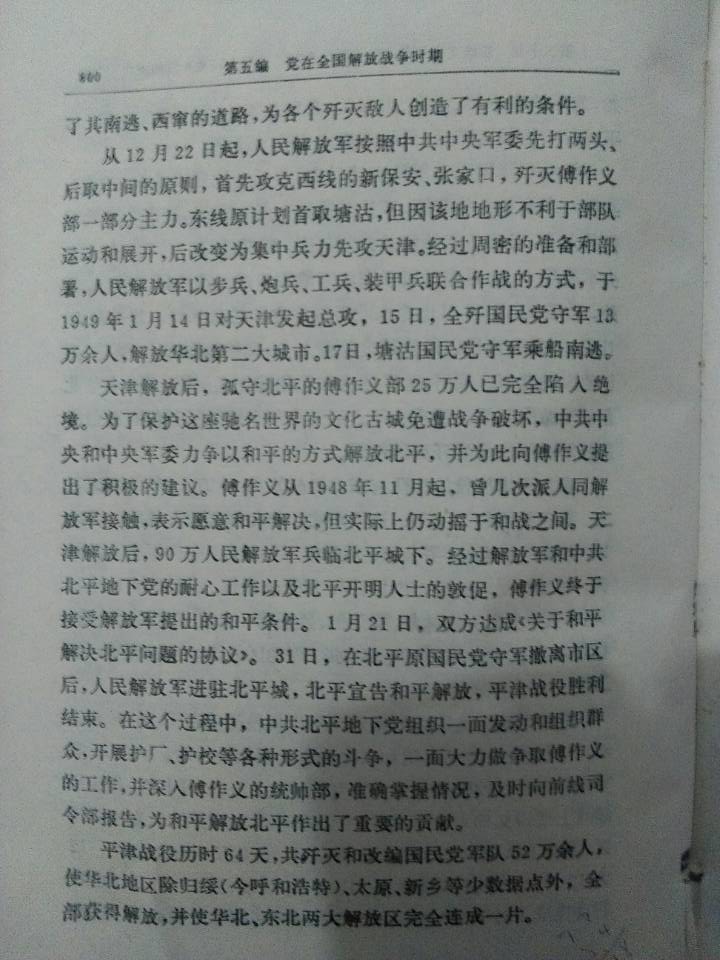 800 第五编 党在全国解放战争时期
了其南逃、西窜的道路，为各个歼灭敌人创造了有利的条件。
从12月22日起，人民解放军按照中共中央军委先打两头、
后取中间的原则，首先攻克西线的新保安、张家口，歼灭傅作义
部一部分主力。东线原计划首取塘沽，但因该地地形不利于部队
运动和展开，后改变为集中兵力先攻天津。经过周密的准备和部
署，人民解放军以步兵、炮兵、工兵、装甲兵联合作战的方式，于
1949年1月14日对天津发起总攻，15日，全歼国民党守军13
万余人，解放华北第二大城市。17日，塘沽国民党守军乘船南逃。
天津解放后，孤守北平的傅作义部25万人已完全陷入绝
境。为了保护这座驰名世界的文化古城免遭战争破坏，中共中
央和中央军委力争以和平的方式解放北平，并为此向傅作义提
出了积极的建议。傅作义从1948年11月起，曾几次派人同解
放军接触，表示愿意和平解决，但实际上仍动摇于和战之间。天
津解放后，90万人民解放军兵临北平城下。经过解放军和中共
北平地下党的耐心工作以及北平开明人士的敦促，傅作义终于
接受解放军提出的和平条件。1月21日，双方达成《关于和平
解决北平问题的协议》。31日，在北平原国民党守军撤离市区
后，人民解放军进驻北平城，北平宣告和平解放，平津战役胜利
结束。在这个过程中，中共北平地下党组织一面发动和组织群
众，开展护厂、护校等各种形式的斗争，一面大力做争取傅作义
的工作，并深入傅作义的统帅部，准确掌握情况，及时向前线司
令部报告，为和平解放北平作出了重要的贡献。
平津战役历时64天，共歼灭和改编国民党军队52万余人，
使华北地区除归绥（今呼和浩特）、太原、新乡等少数据点外，全
部获得解放，并使华北、东北两大解放区完全连成一片。